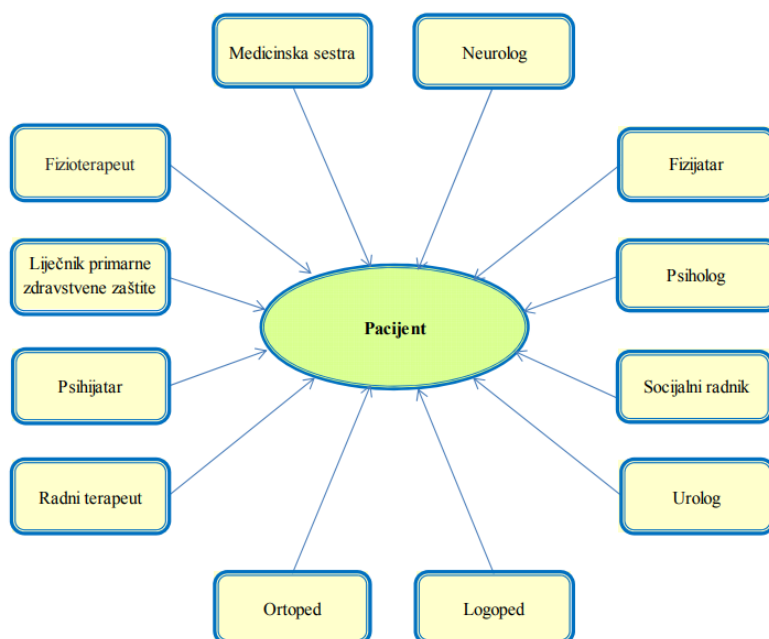 Medicinska sestra
Neurolog
Fizioterapeut
Fizijatar
Liječnik primarne
zdravstvene zaštite
Psiholog
Pacijent
Psihijatar
Socijalni radnik
Radni terapeut
Urolog
Ortoped
Logoped